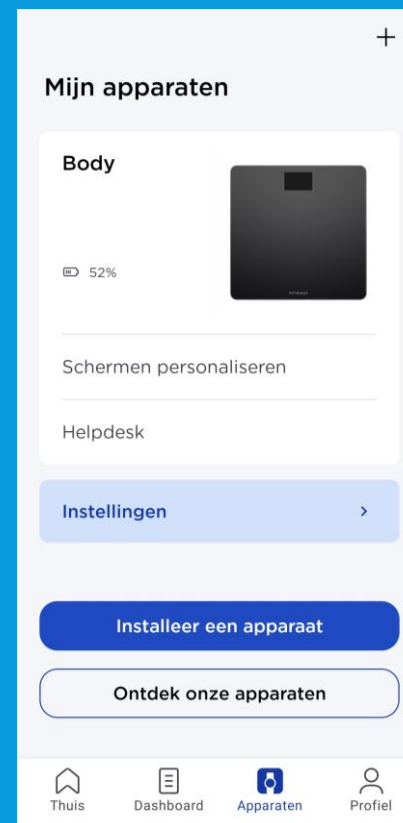 Mijn apparaten
Body
52%
Schermen personaliseren
Helpdesk
Instellingen
Installeer een apparaat
Ontdek onze apparaten
Thuis
Dashboard
Apparaten
Profiel